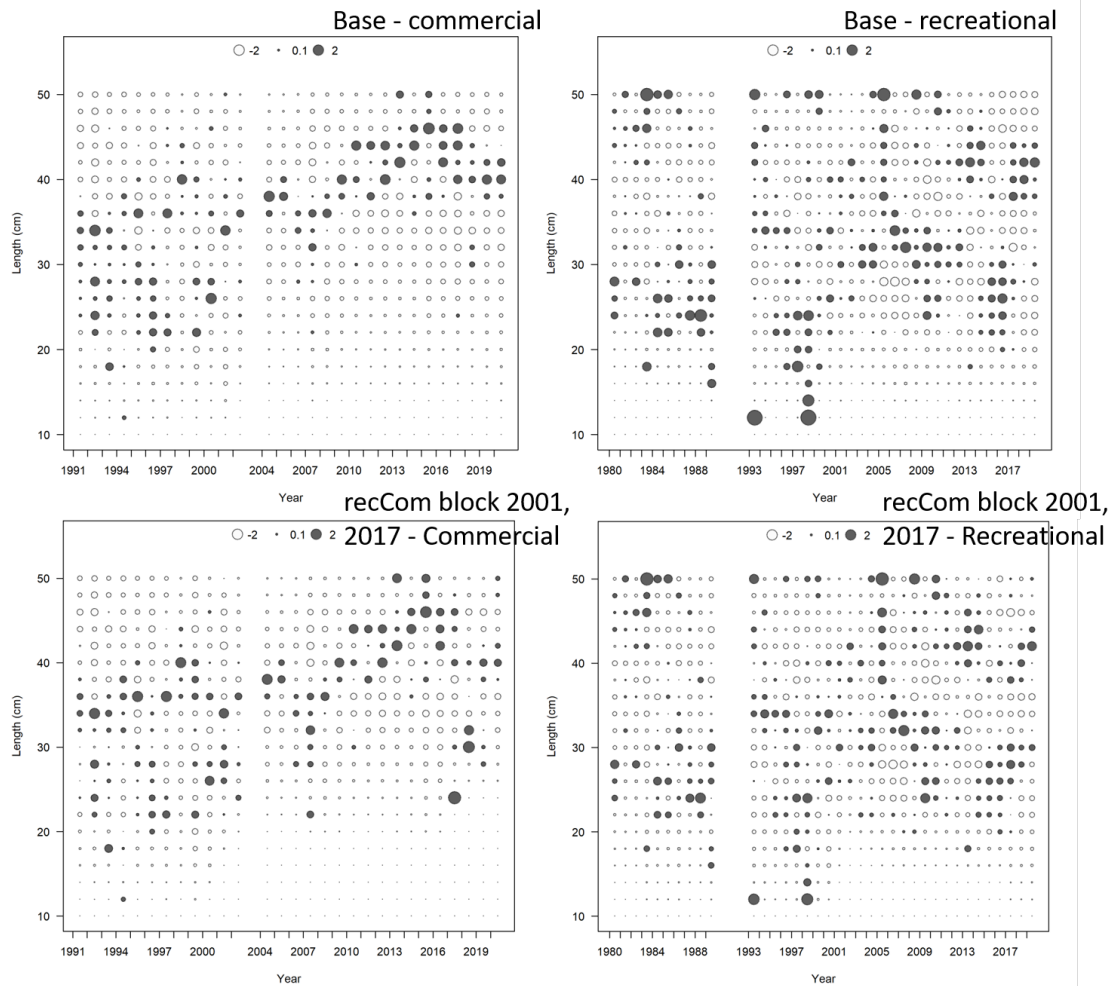 Base - commercial
-2 0.1 2
50
40
30
20
10
Length (cm)
1991 1994 1997 2000 2004 2007 2010 2013 2016 2019
Year
Base - recreational
-2 0.1 2
50
40
30
20
10
Length (cm)
1980 1984 1988 1993 1997 2001 2005 2009 2013 2017
Year
recCom block 2001,
2017 - Commercial
-2 0.1 2
50
40
30
20
10
Length (cm)
1991 1994 1997 2000 2004 2007 2010 2013 2016 2019
Year
recCom block 2001,
2017 - Recreational
-2 0.1 2
50
40
30
20
10
Length (cm)
1980 1984 1988 1993 1997 2001 2005 2009 2013 2017
Year